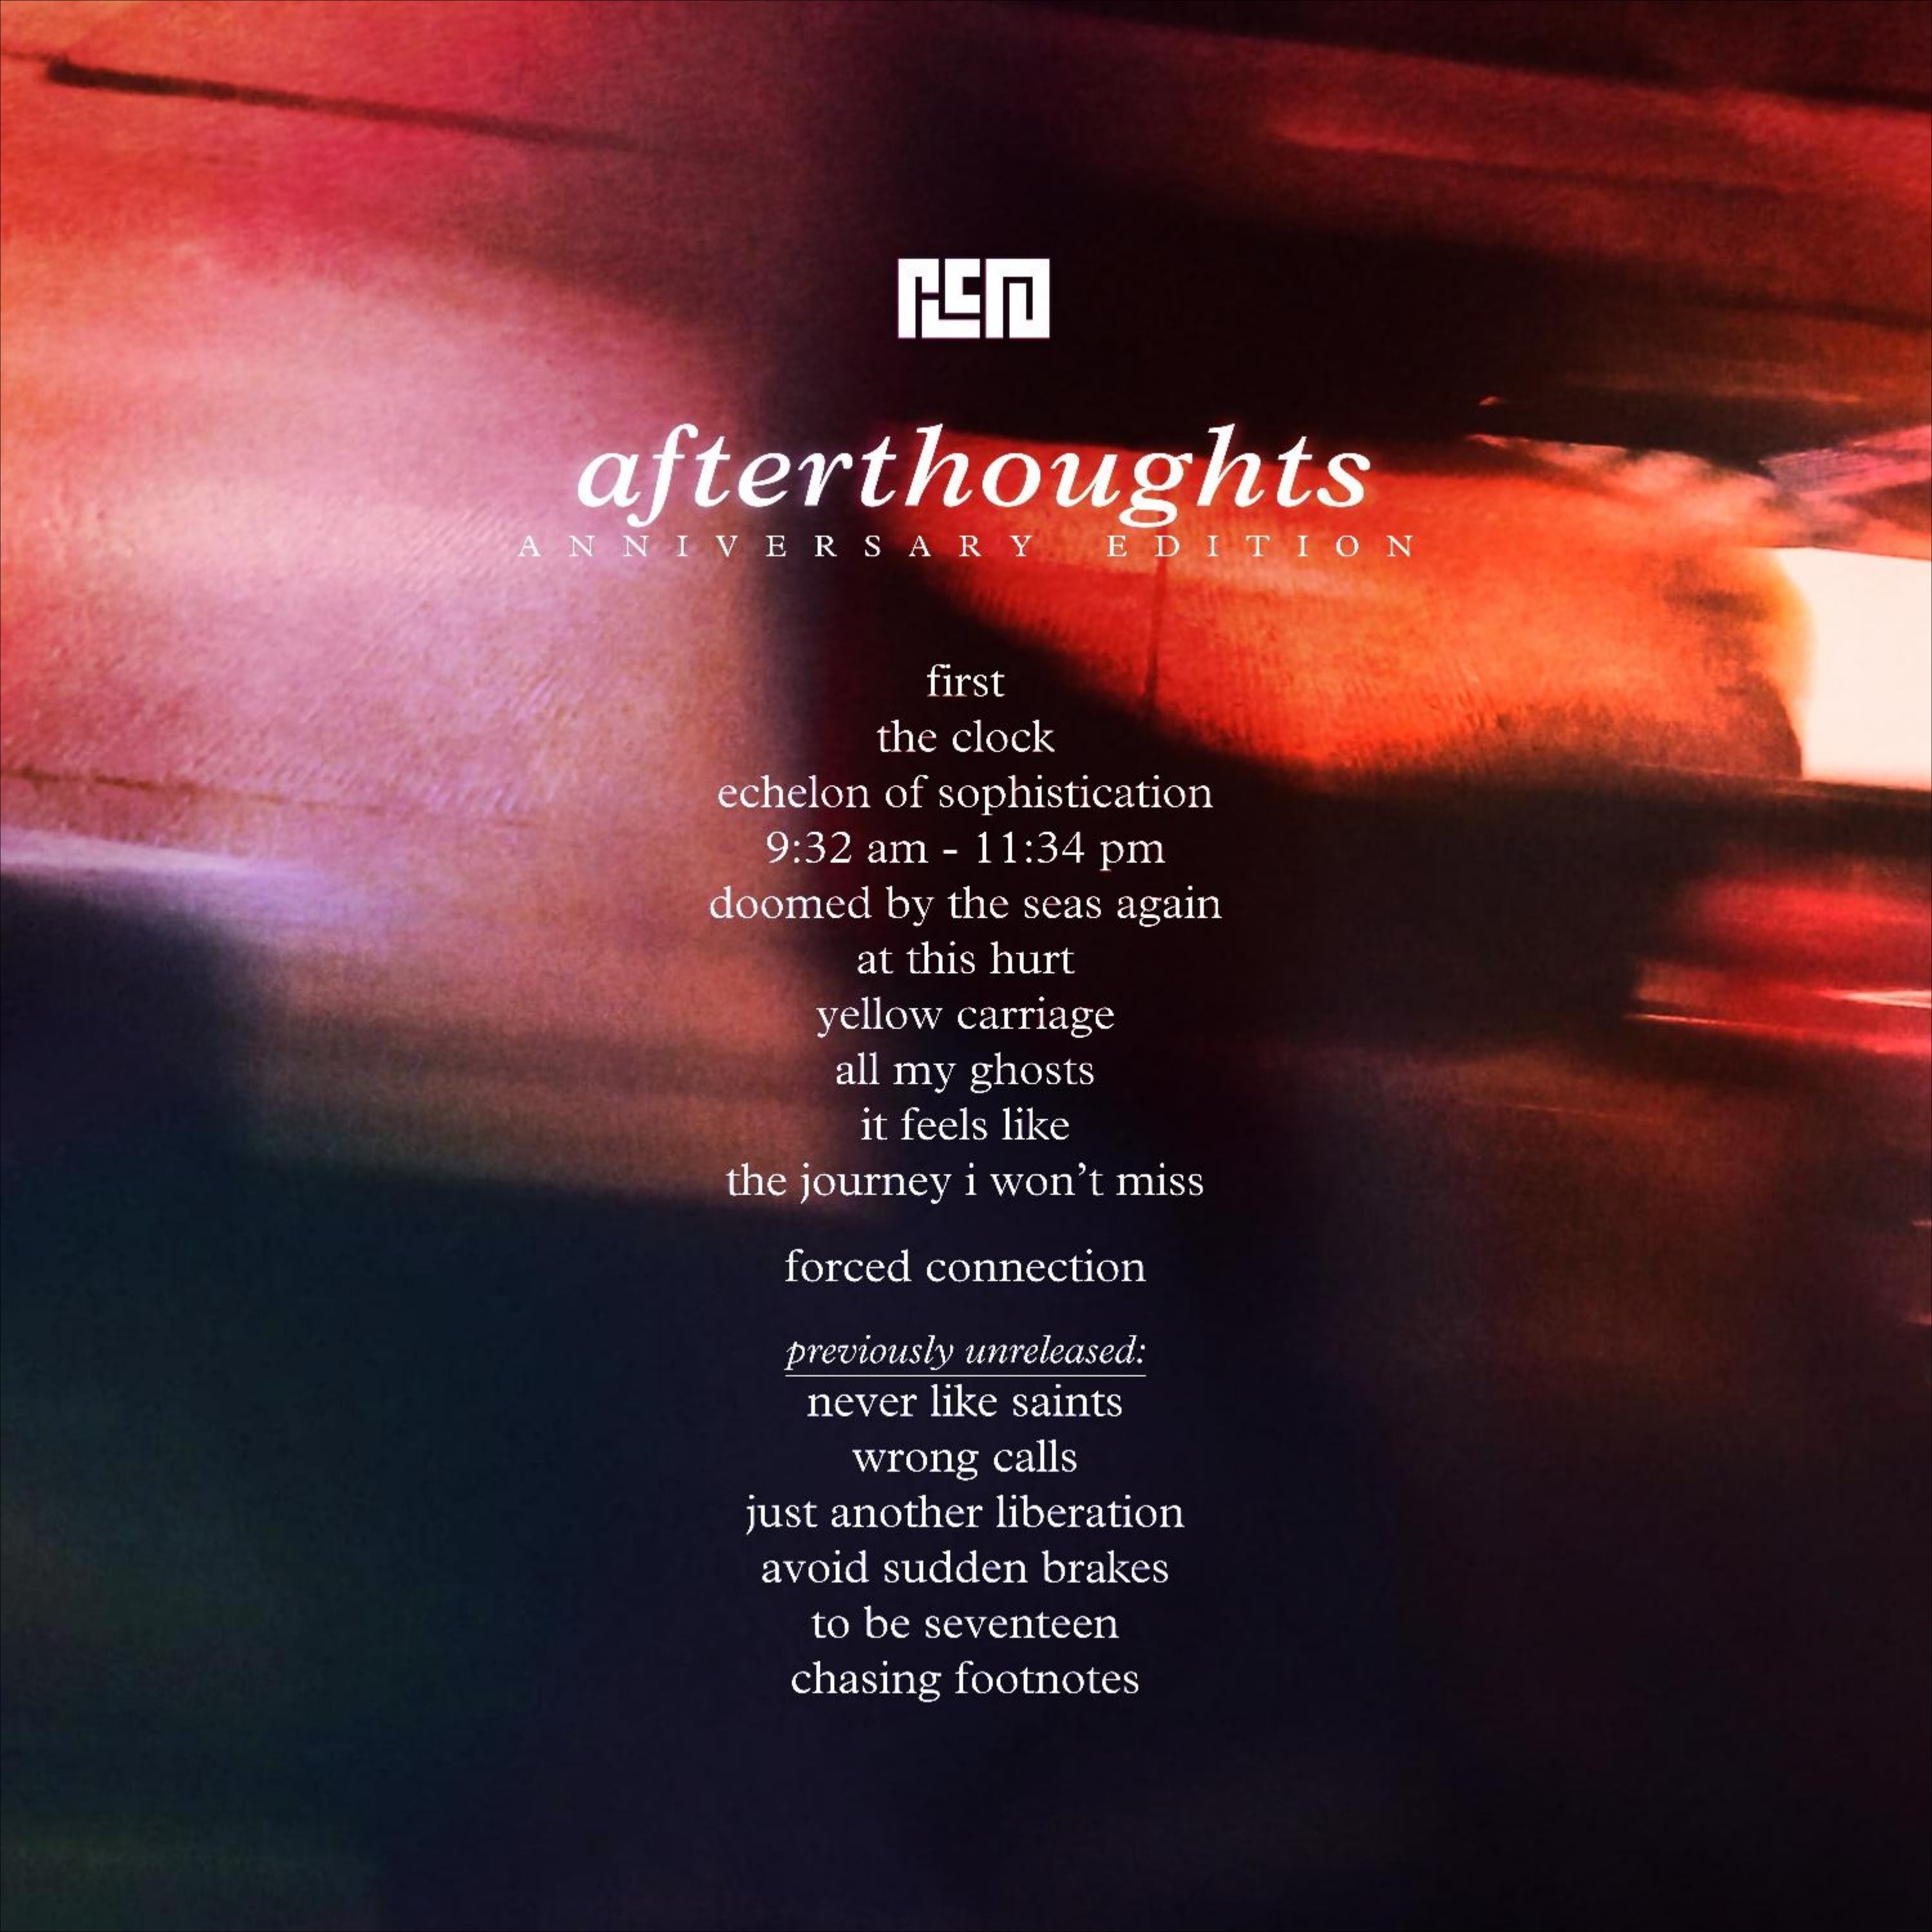 afterthoughts
ANNIVERSARY EDITION
first
the clock
echelon of sophistication
9:32 am - 11:34 pm
doomed by the seas again
at this hurt
yellow carriage
all my ghosts
it feels like
the journey i won’t miss
forced connection
previously unreleased:
never like saints
wrong calls
just another liberation
avoid sudden brakes
to be seventeen
chasing footnotes